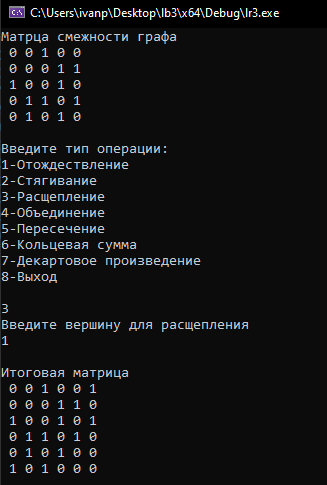 C:\Users\ivanp\Desktop\lb3\x64\Debug\lr3.exe
Матрца смежности графа
0 0 1 0 0
0 0 0 1 1
1 0 0 1 0
0 1 1 0 1
0 1 0 1 0
Введите тип операции:
1-Отождествление
2-Стягивание
3-Расщепление
4-Объединение
5-Пересечение
6-Кольцевая сумма
7-Декартовое произведение
8-Выход
3
Введите вершину для расщепления
1
Итоговая матрица
0 0 1 0 0 1
0 0 0 1 1 0
1 0 0 1 0 1
0 1 1 0 1 0
0 1 0 1 0 0
1 0 1 0 0 0